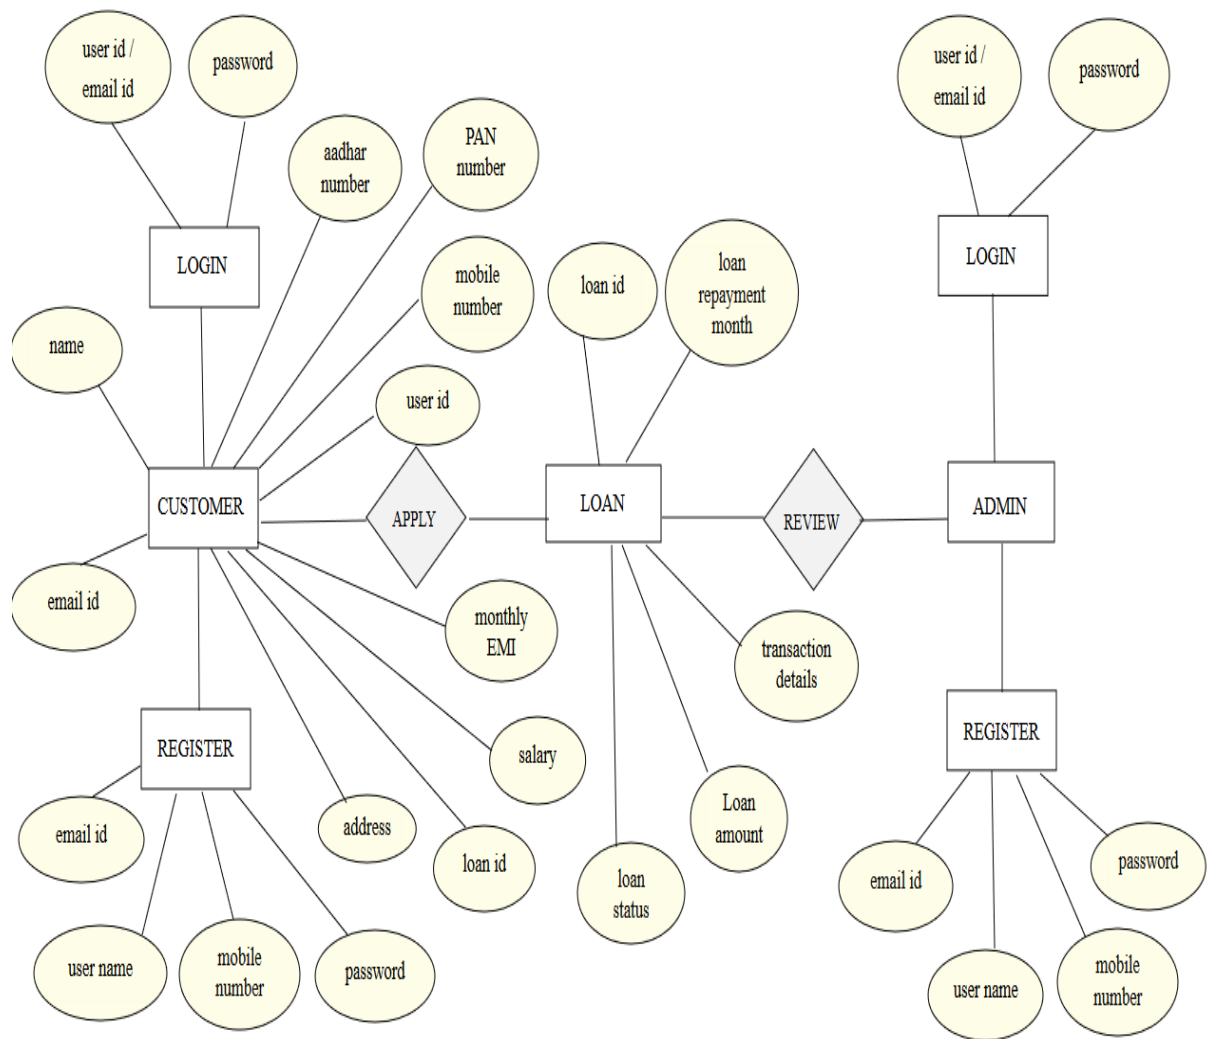 user id /
email id
password
user id /
email id
password
aadhar
number
PAN
number
LOGIN
LOGIN
mobile
number
loan id
loan
repayment
month
name
user id
CUSTOMER
APPLY
LOAN
REVIEW
ADMIN
email id
monthly
EMI
transaction
details
REGISTER
salary
REGISTER
email id
address
loan id
Loan
amount
loan
status
email id
password
user name
mobile
number
password
user name
mobile
number